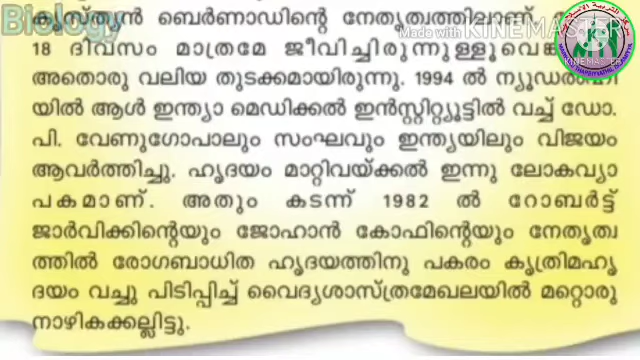 Biology
Made with KINEMASTER
KINEMASTER
ക്രിസ്ത്യൻ ബെർണാഡിന്റെ നേതൃത്വത്തിലാണ്.
18 ദിവസം മാത്രമേ ജീവിച്ചിരുന്നുള്ളൂവെങ്കി
അതൊരു വലിയ തുടക്കമായിരുന്നു. 1994 ൽ ന്യൂഡൽഹി
യിൽ ആൾ ഇന്ത്യാ മെഡിക്കൽ ഇൻസ്റ്റിറ്റ്യൂട്ടിൽ വച്ച് ഡോ.
പി. വേണുഗോപാലും സംഘവും ഇന്ത്യയിലും വിജയം
ആവർത്തിച്ചു. ഹൃദയം മാറ്റിവയ്ക്കൽ ഇന്നു ലോകവ്യാ
പകമാണ്. അതും കടന്ന് 1982 ൽ റോബർട്ട്
ജാർവിക്കിന്റെയും ജോഹാൻ കോഫിന്റെയും നേതൃത്വ
ത്തിൽ രോഗബാധിത ഹൃദയത്തിനു പകരം കൃത്രിമഹൃ
ദയം വച്ചു പിടിപ്പിച്ച് വൈദ്യശാസ്ത്രമേഖലയിൽ മറ്റൊരു
നാഴികക്കല്ലിട്ടു.